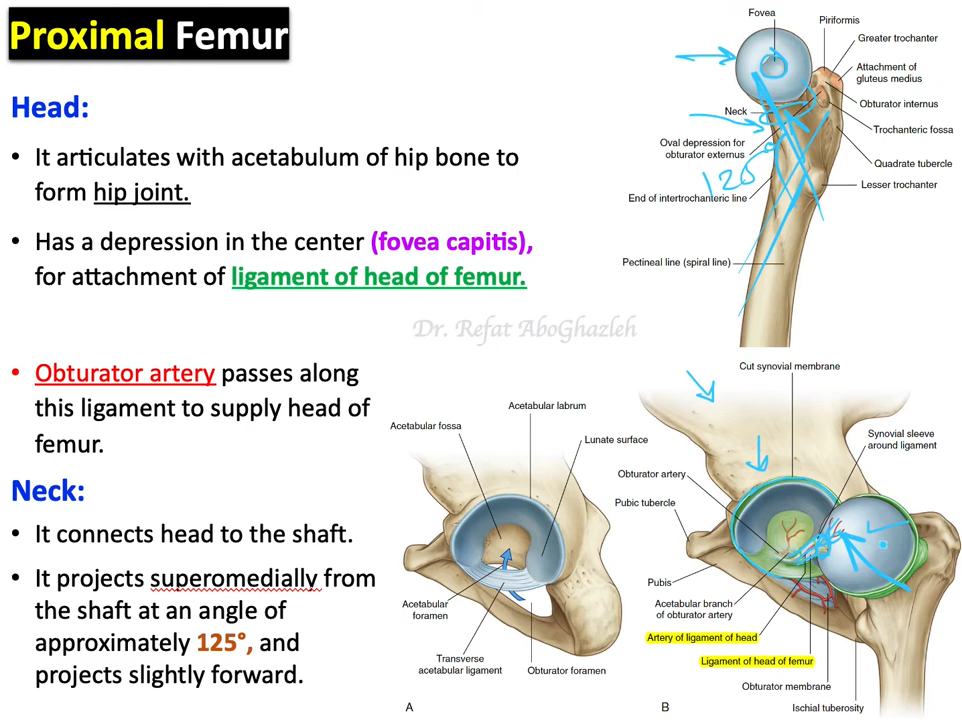 Proximal Femur
Head:
• It articulates with acetabulum of hip bone to
form hip joint.
• Has a depression in the center (fovea capitis),
for attachment of ligament of head of femur.
Dr. Refat AboGhazleh
• Obturator artery passes along
this ligament to supply head of
femur.
Neck:
• It connects head to the shaft.
• It projects superomedially from
the shaft at an angle of
approximately 125°, and
projects slightly forward.
Fovea
Piriformis
Greater trochanter
Attachment of
gluteus medius
Obturator internus
Trochanteric fossa
Quadrate tubercle
Lesser trochanter
Neck
Oval depression for
obturator externus
125°
End of intertrochanteric line
Pectineal line (spiral line)
Acetabular labrum
Acetabular fossa
Lunate surface
Acetabular
foramen
Transverse
acetabular ligament
Obturator foramen
A
Cut synovial membrane
Synovial sleeve
around ligament
Obturator artery
Pubic tubercle
Pubis
Acetabular branch
of obturator artery
Artery of ligament of head
Ligament of head of femur
Obturator membrane
Ischial tuberosity
B